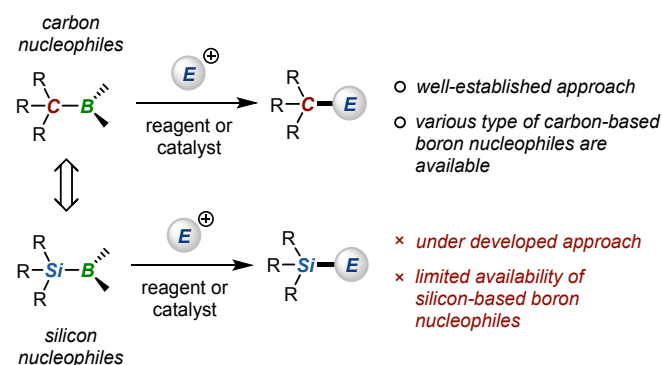 carbon
nucleophiles
R
R
C
B
R
E
+
reagent or
catalyst
R
R
C
E
R
well-established approach
various type of carbon-based
boron nucleophiles are
available
R
R
Si
B
R
E
+
reagent or
catalyst
R
R
Si
E
R
× under developed approach
× limited availability of
silicon-based boron
nucleophiles
silicon
nucleophiles